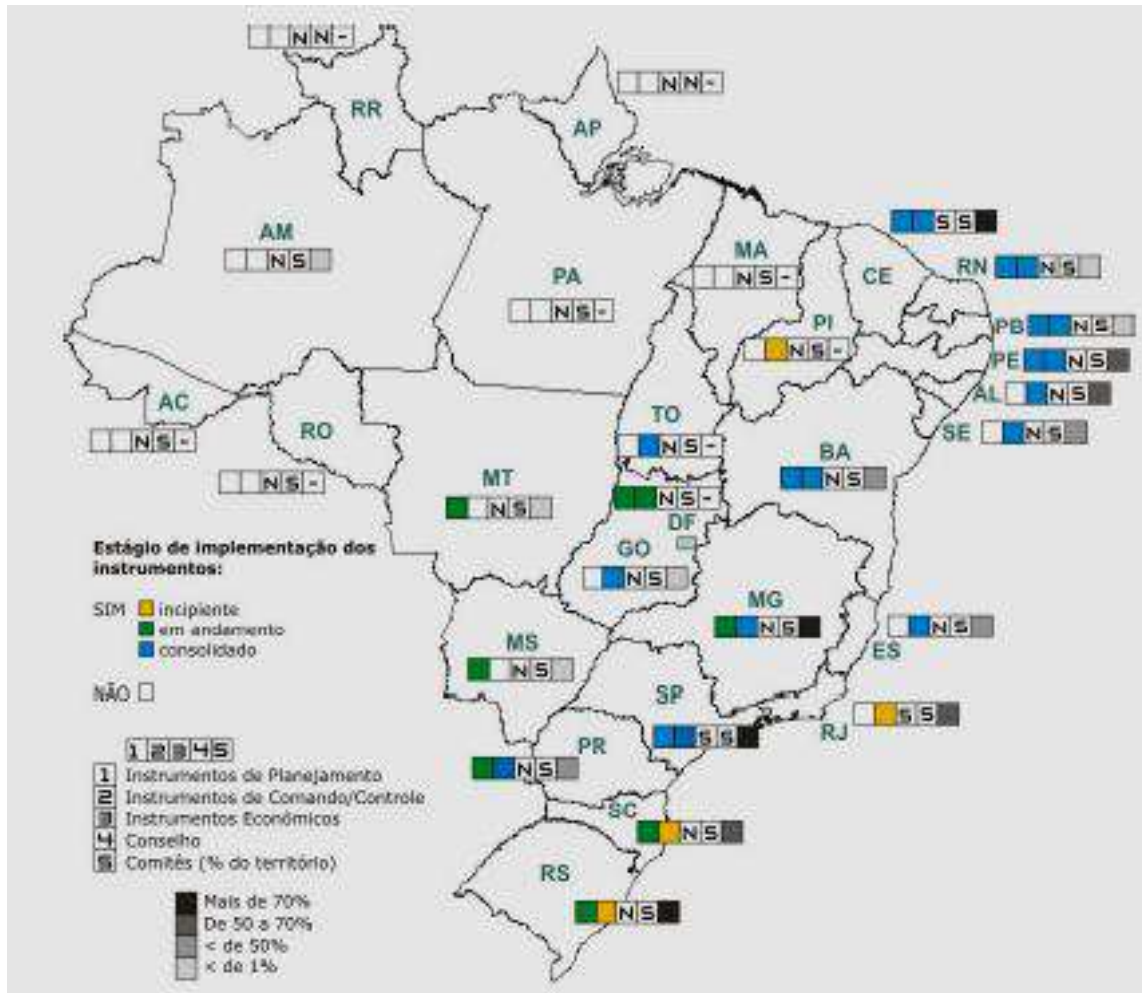 N N -
RR
N N -
AP
AM
N S
PA
N S -
MA
N S -
S S
CE
RN N S
PI
N S -
PB N S
PE N S
AL N S
SE N S
AC
N S -
RO
N S -
TO
N S -
BA
N S
MT
N S
N S -
DF
GO
N S
MG
N S
ES
N S
MS
N S
SP
S S
RJ
S S
PR
N S
SC
N S
RS
N S
Estágio de implementação dos
instrumentos:
SIM incipiente
em andamento
consolidado
NÃO
1 2 3 4 5
1 Instrumentos de Planejamento
2 Instrumentos de Comando/Controle
3 Instrumentos Econômicos
4 Conselho
5 Comitês (% do território)
Mais de 70%
De 50 a 70%
< de 50%
< de 1%